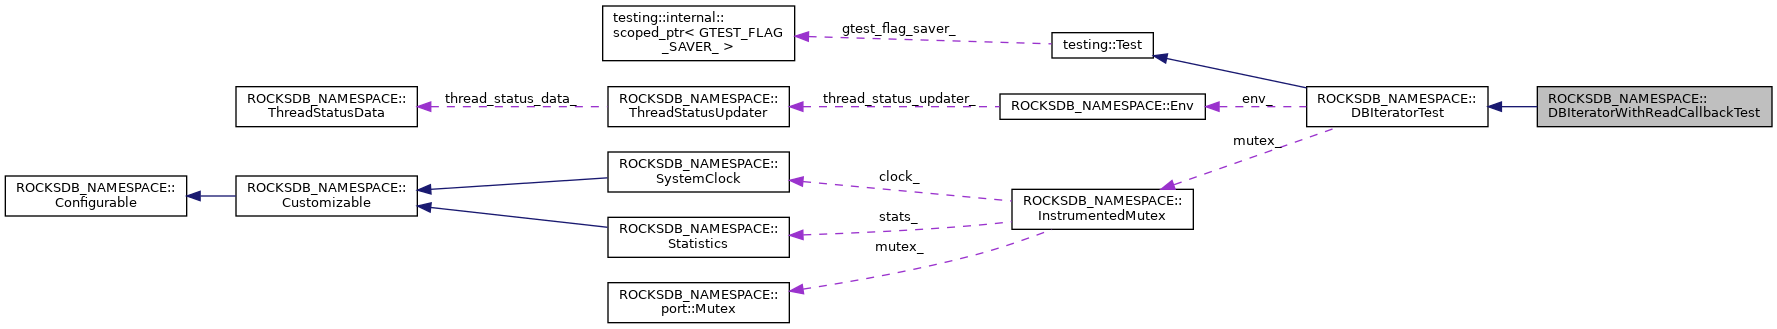 testing::internal::
scoped_ptr< GTEST_FLAG
_SAVER_ >
gtest_flag_saver_
testing::Test
ROCKSDB_NAMESPACE::
ThreadStatusData
thread_status_data_
ROCKSDB_NAMESPACE::
ThreadStatusUpdater
thread_status_updater_
ROCKSDB_NAMESPACE::Env
env_
ROCKSDB_NAMESPACE::
DBIteratorTest
ROCKSDB_NAMESPACE::
DBIteratorWithReadCallbackTest
mutex_
ROCKSDB_NAMESPACE::
Configurable
ROCKSDB_NAMESPACE::
Customizable
ROCKSDB_NAMESPACE::
SystemClock
clock_
ROCKSDB_NAMESPACE::
InstrumentedMutex
stats_
ROCKSDB_NAMESPACE::
Statistics
mutex_
ROCKSDB_NAMESPACE::
port::Mutex